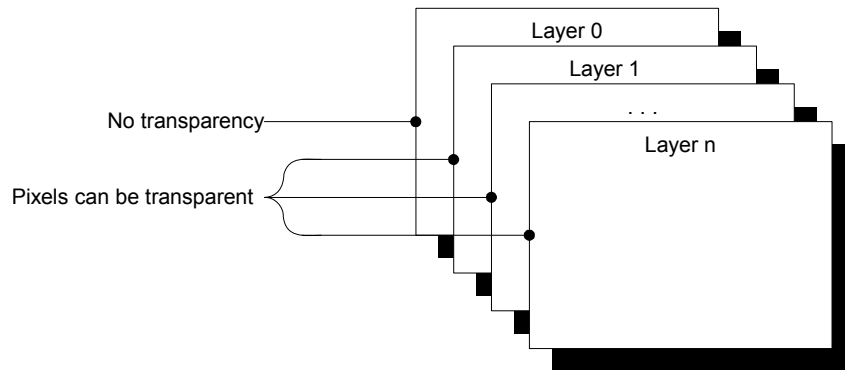 Layer 0
Layer 1
. . .
No transparency
Layer n
Pixels can be transparent